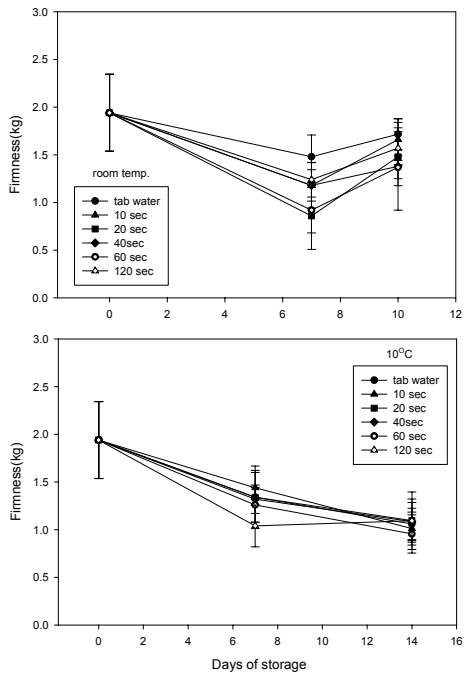 3.0
2.5
2.0
1.5
1.0
0.5
0.0
Firmness(kg)
room temp.
tab water
10 sec
20 sec
40sec
60 sec
120 sec
0 2 4 6 8 10 12
3.0
2.5
2.0
1.5
1.0
0.5
0.0
Firmness(kg)
10°C
tab water
10 sec
20 sec
40sec
60 sec
120 sec
0 2 4 6 8 10 12 14 16
Days of storage